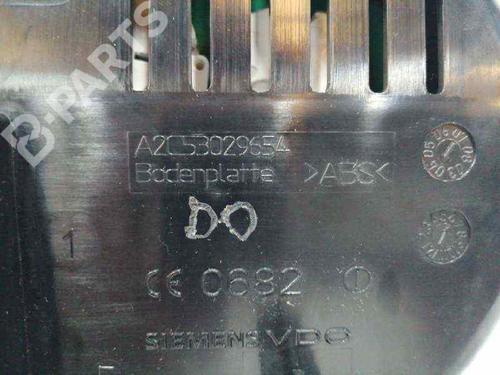 B-PARTS
A2C53029654
Bodenplatte >ABS<
DO
1
CE 0682
SIEMENS VDO